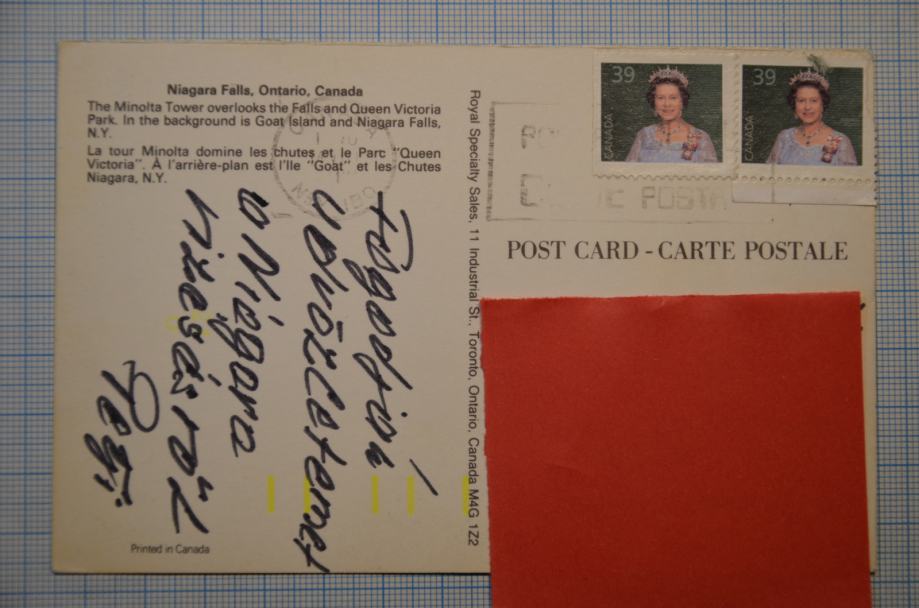 Niagara Falls, Ontario, Canada
The Minolta Tower overlooks the Falls and Queen Victoria
Park. In the background is Goat Island and Niagara Falls,
N.Y.
La tour Minolta domine les chutes et le Parc "Queen
Victoria". À l'arrière-plan est l'Ile "Goat" et les Chutes
Niagara, N.Y.
üdvözletemet
a Niagara
vízesésről
Printed in Canada
Royal Specialty Sales, 11 Industrial St., Toronto, Ontario, Canada M4G 1Z2
39
CANADA
39
CANADA
POST CARD - CARTE POSTALE